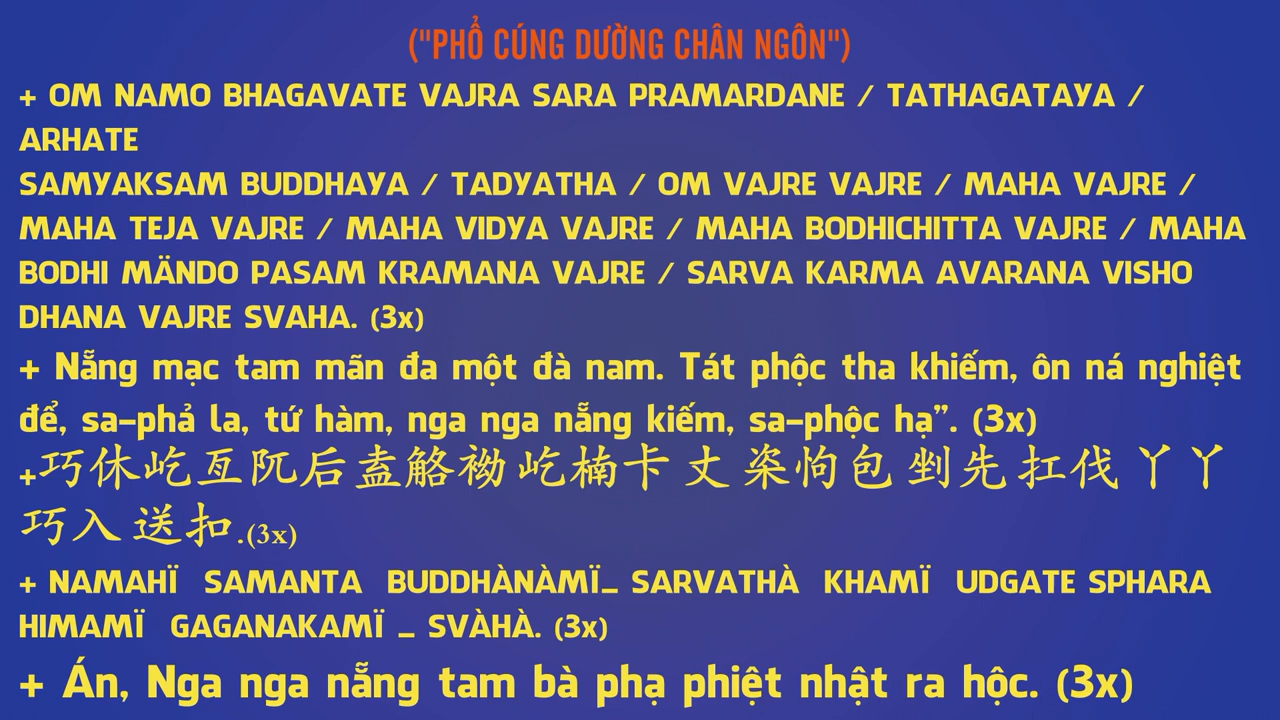 ("PHỔ CÚNG DƯỜNG CHÂN NGÔN")
+ OM NAMO BHAGAVATE VAJRA SARA PRAMARDANE / TATHAGATAYA /
ARHATE
SAMYAKSAM BUDDHAYA / TADYATHA / OM VAJRE VAJRE / MAHA VAJRE /
MAHA TEJA VAJRE / MAHA VIDYA VAJRE / MAHA BODHICHITTA VAJRE / MAHA
BODHI MÄNDO PASAM KRAMANA VAJRE / SARVA KARMA AVARANA VISHO
DHANA VAJRE SVAHA. (3x)
+ Nẵng mạc tam mãn đa một đà nam. Tát phộc tha khiếm, ôn ná nghiệt
để, sa-phả la, tứ hàm, nga nga nẵng kiếm, sa-phộc hạ”. (3x)
+巧休屹亙阢后盍觡袎屹楠卡丈粢怐包剉先扛伐丫丫
巧入送扣.(3x)
+ NAMAHÏ SAMANTA BUDDHÀNÀMÏ_ SARVATHÀ KHAMÏ UDGATE SPHARA
HIMAMÏ GAGANAKAMÏ _ SVÀHÀ. (3x)
+ Án, Nga nga nẵng tam bà phạ phiệt nhật ra hộc. (3x)